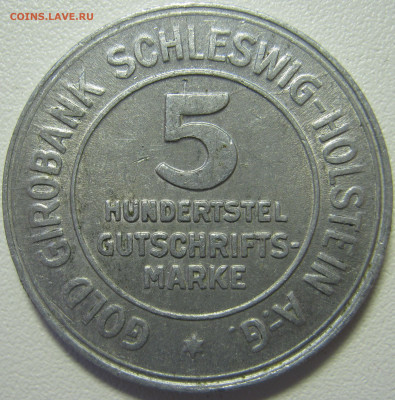 COINS.LAVE.RU
GOLD-GIROBANK SCHLESWIG-HOLSTEIN A.-G.
5
HUNDERTSTEL
GUTSCHRIFTS-
MARKE